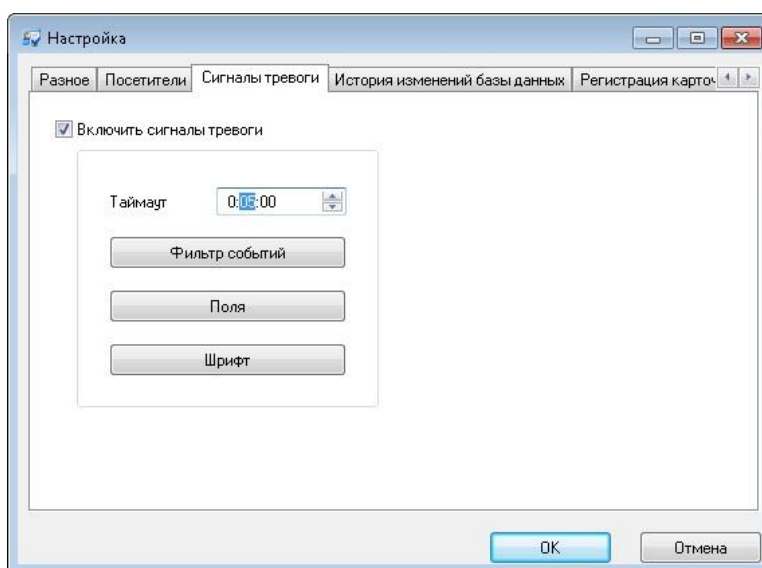 Настройка
Разное Посетители Сигналы тревоги История изменений базы данных Регистрация карточ
Включить сигналы тревоги
Таймаут 0:05:00
Фильтр событий
Поля
Шрифт
OK Отмена